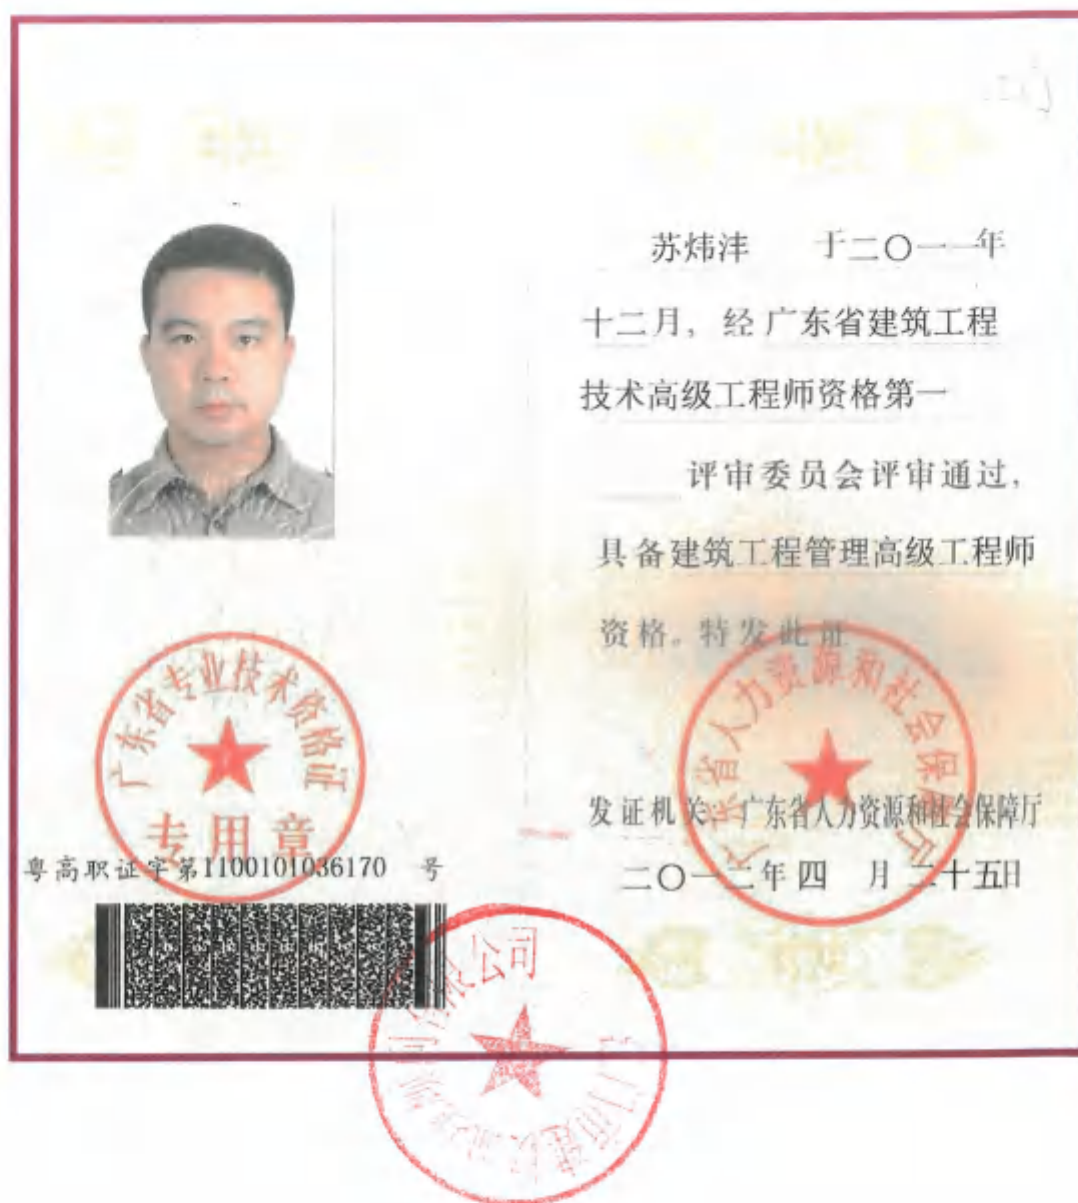 苏炜沣 于二〇一一年
十二月，经广东省建筑工程
技术高级工程师资格第一
评审委员会评审通过，
具备建筑工程管理高级工程师
资格。特发此证
发证机关：广东省人力资源和社会保障厅
二〇一二年四 月二十五日
广东省人力资源和社会保障厅
广东省专业技术资格证
专用章
粤高职证字第1100101036170 号
有限公司